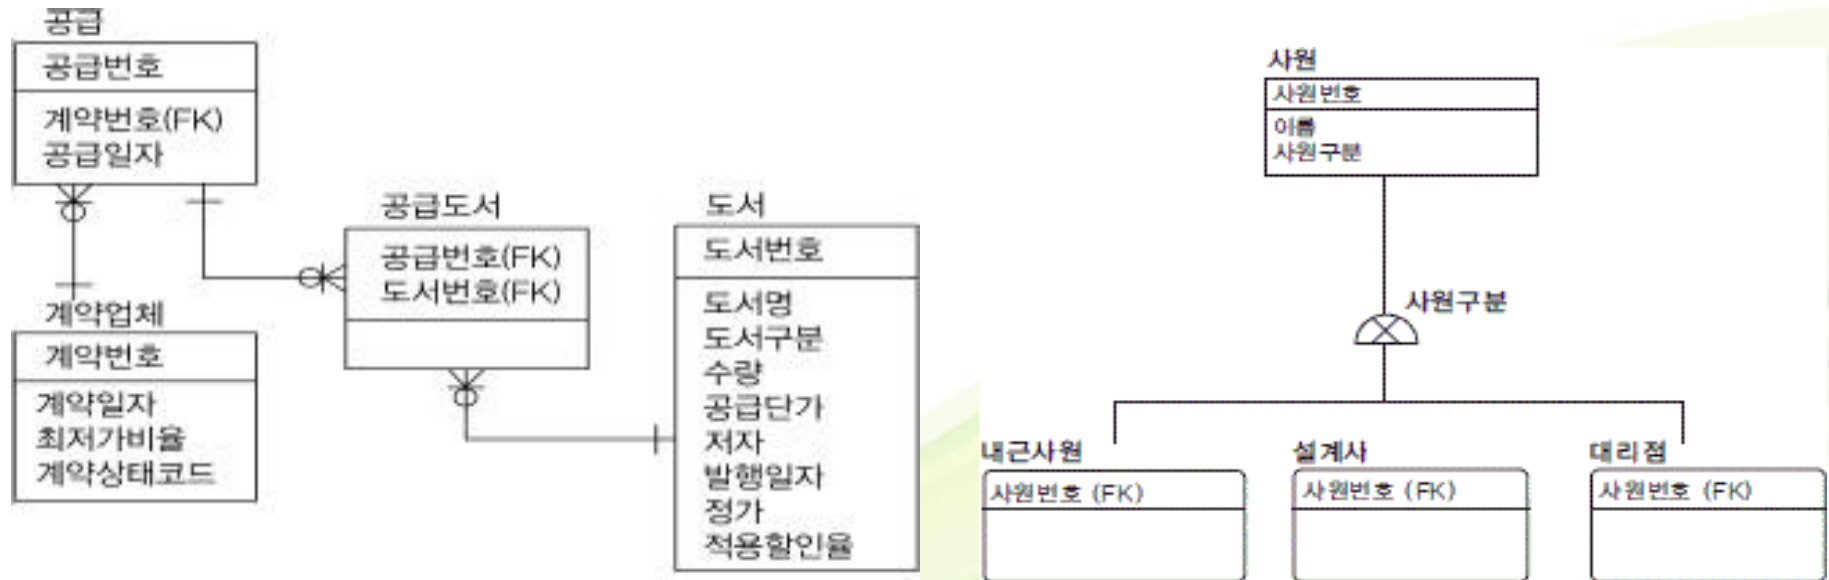 공급
공급번호
계약번호(FK)
공급일자
공급도서
공급번호(FK)
도서번호(FK)
도서
도서번호
도서명
도서구분
수량
공급단가
저자
발행일자
정가
적용할인율
계약업체
계약번호
계약일자
최저가비율
계약상태코드
사원
사원번호
이름
사원구분
사원구분
내근사원
사원번호 (FK)
설계사
사원번호 (FK)
대리점
사원번호 (FK)